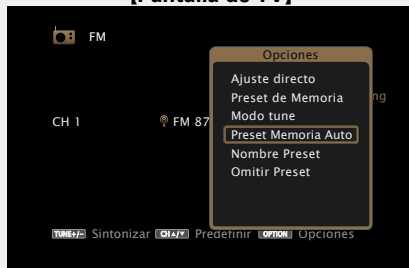 [Pantalla de TV]
FM
Opciones
Ajuste directo
Preset de Memoria
ng
Modo tune
CH 1
FM 87
Preset Memoria Auto
Nombre Preset
Omitir Preset
TUNE+/- Sintonizar CH▲/▼ Predefinir OPTION Opciones